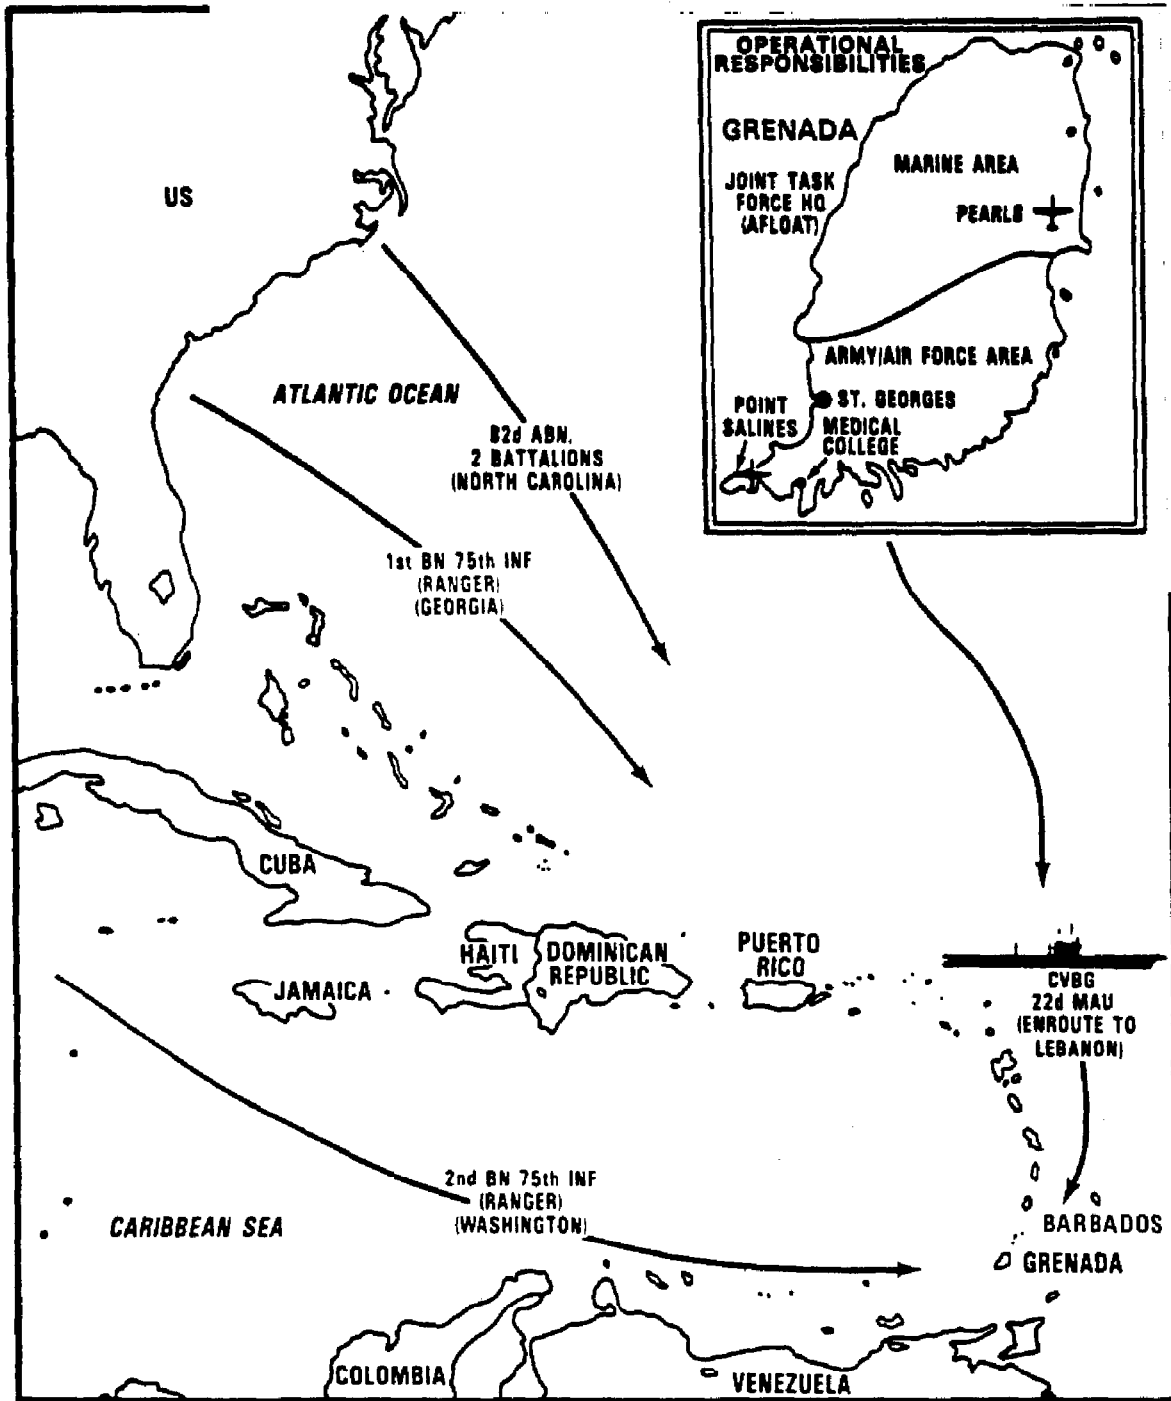 OPERATIONAL
RESPONSIBILITIES
GRENADA
MARINE AREA
JOINT TASK
FORCE HQ
(AFLOAT)
PEARLS
ARMY/AIR FORCE AREA
ST. GEORGES
POINT
SALINES
MEDICAL
COLLEGE
US
ATLANTIC OCEAN
82d ABN.
2 BATTALIONS
(NORTH CAROLINA)
1st BN 75th INF
(RANGER)
(GEORGIA)
CUBA
HAITI
DOMINICAN
REPUBLIC
PUERTO
RICO
JAMAICA
CVBG
22d MAU
(ENROUTE TO
LEBANON)
2nd BN 75th INF
(RANGER)
(WASHINGTON)
CARIBBEAN SEA
BARBADOS
GRENADA
COLOMBIA
VENEZUELA